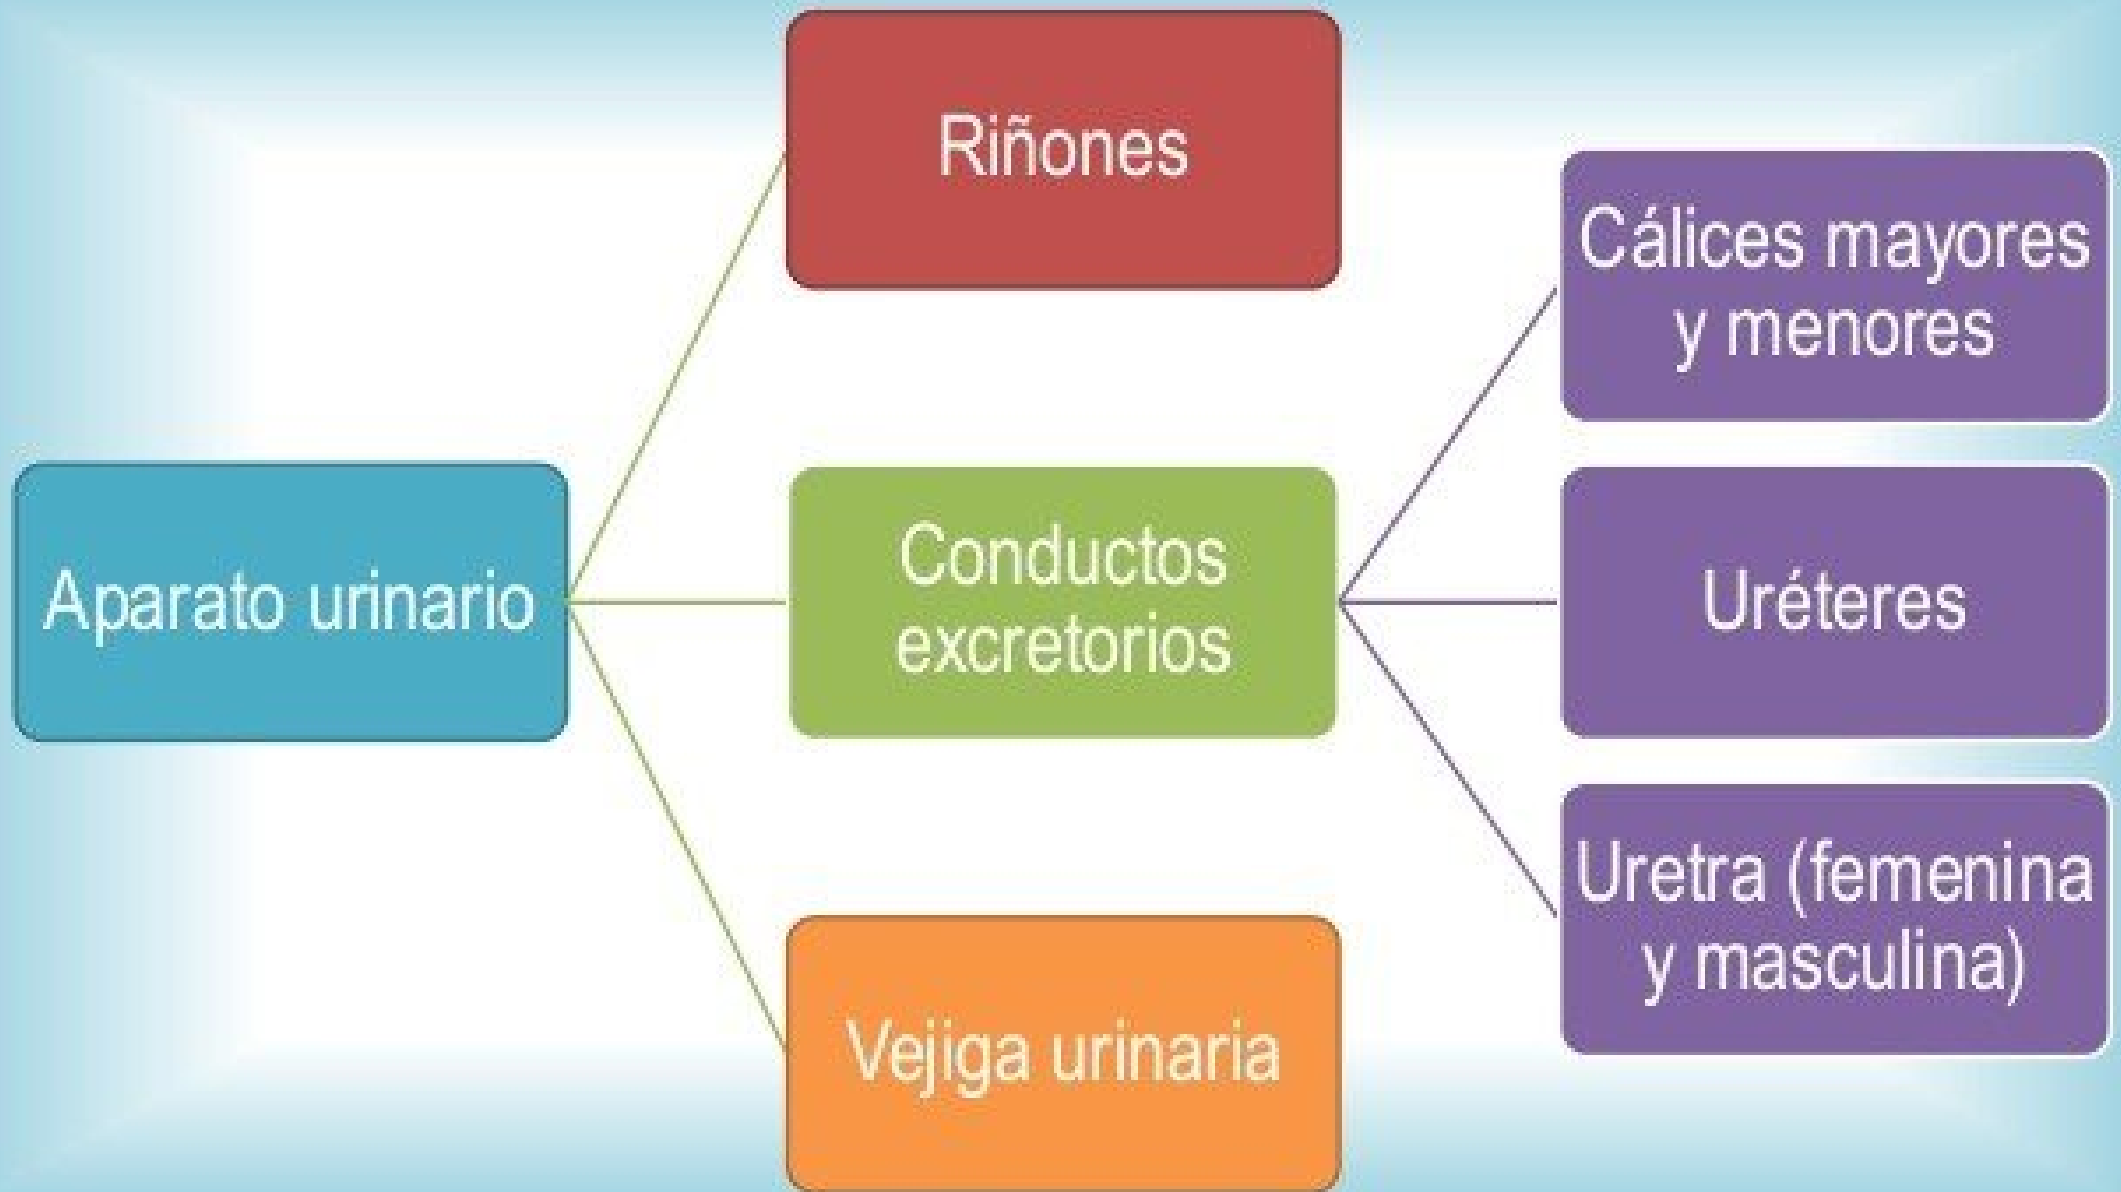 Aparato urinario
Riñones
Conductos
excretorios
Vejiga urinaria
Cálices mayores
y menores
Uréteres
Uretra (femenina
y masculina)